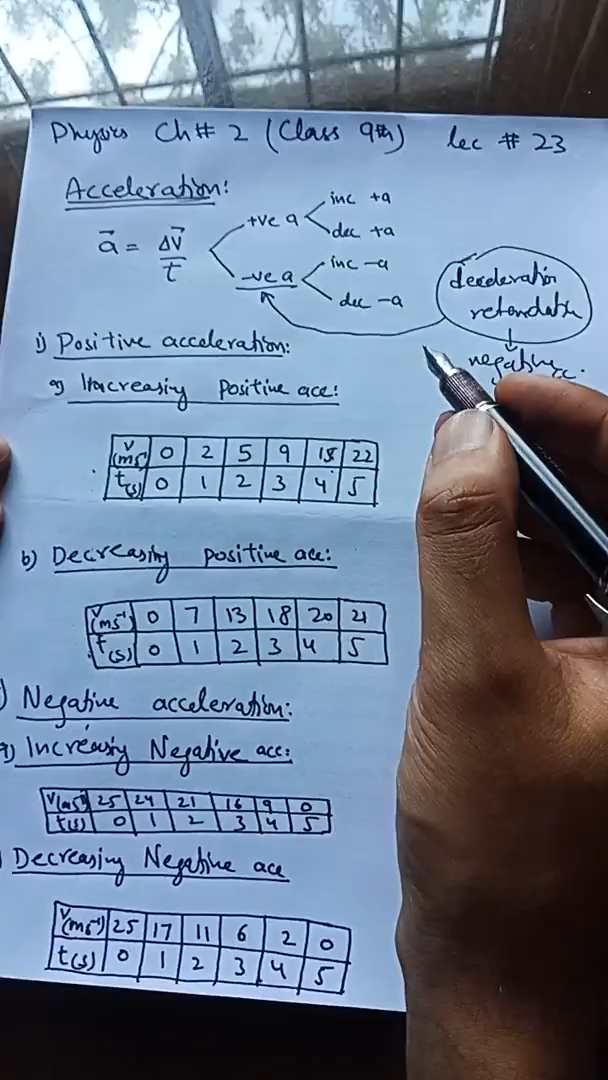 Physics Ch# 2 (Class 9th) lec # 23
Acceleration:
a⃗ = Δv⃗ / t
+ve a
inc +a
dec +a
-ve a
inc -a
dec -a
deceleration
negative
i) Positive acceleration:
a) Increasing Positive acc:
v (ms⁻¹) 0 2 5 9 15 22
t(s) 0 1 2 3 4 5
b) Decreasing positive acc:
v (ms⁻¹) 0 7 13 18 20 21
t(s) 0 1 2 3 4 5
) Negative acceleration:
a) Increasing Negative acc:
v(ms⁻¹) 25 24 21 16 9 0
t(s) 0 1 2 3 4 5
) Decreasing Negative acc
v(ms⁻¹) 25 17 11 6 2 0
t(s) 0 1 2 3 4 5